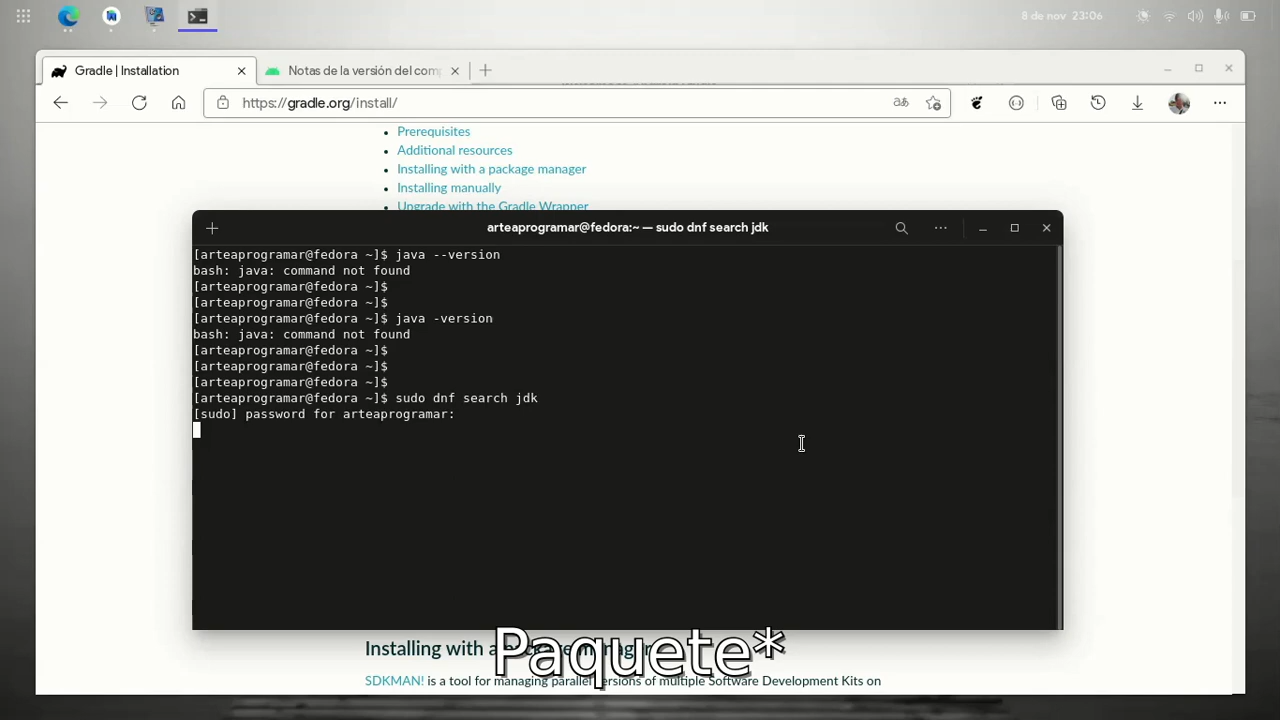 8 de nov 23:06
Gradle | Installation
Notas de la versión del com
https://gradle.org/install/
Prerequisites
Additional resources
Installing with a package manager
Installing manually
Upgrade with the Gradle Wrapper
arteaprogramar@fedora:~ — sudo dnf search jdk
[arteaprogramar@fedora ~]$ java --version
bash: java: command not found
[arteaprogramar@fedora ~]$
[arteaprogramar@fedora ~]$
[arteaprogramar@fedora ~]$ java -version
bash: java: command not found
[arteaprogramar@fedora ~]$
[arteaprogramar@fedora ~]$
[arteaprogramar@fedora ~]$
[arteaprogramar@fedora ~]$ sudo dnf search jdk
[sudo] password for arteaprogramar:
Installing with a package manager
Paquete*
SDKMAN! is a tool for managing parallel versions of multiple Software Development Kits on